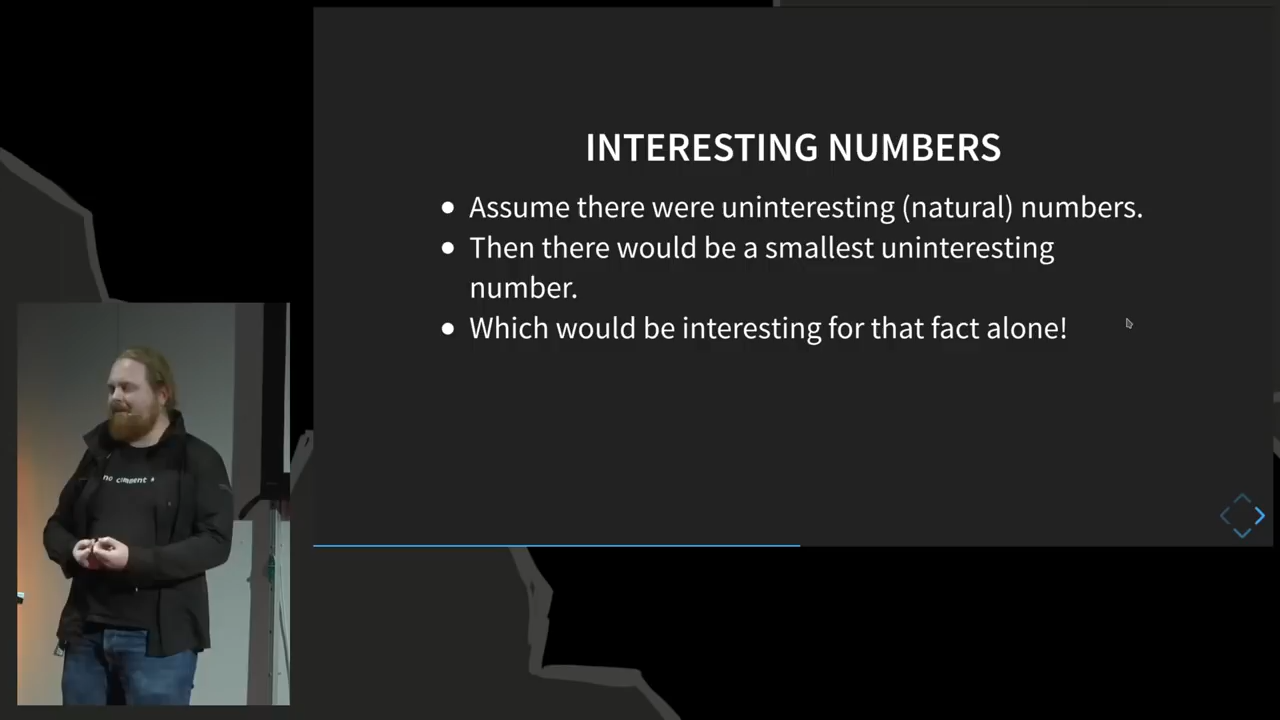 INTERESTING NUMBERS
Assume there were uninteresting (natural) numbers.
Then there would be a smallest uninteresting
number.
Which would be interesting for that fact alone!
no comment